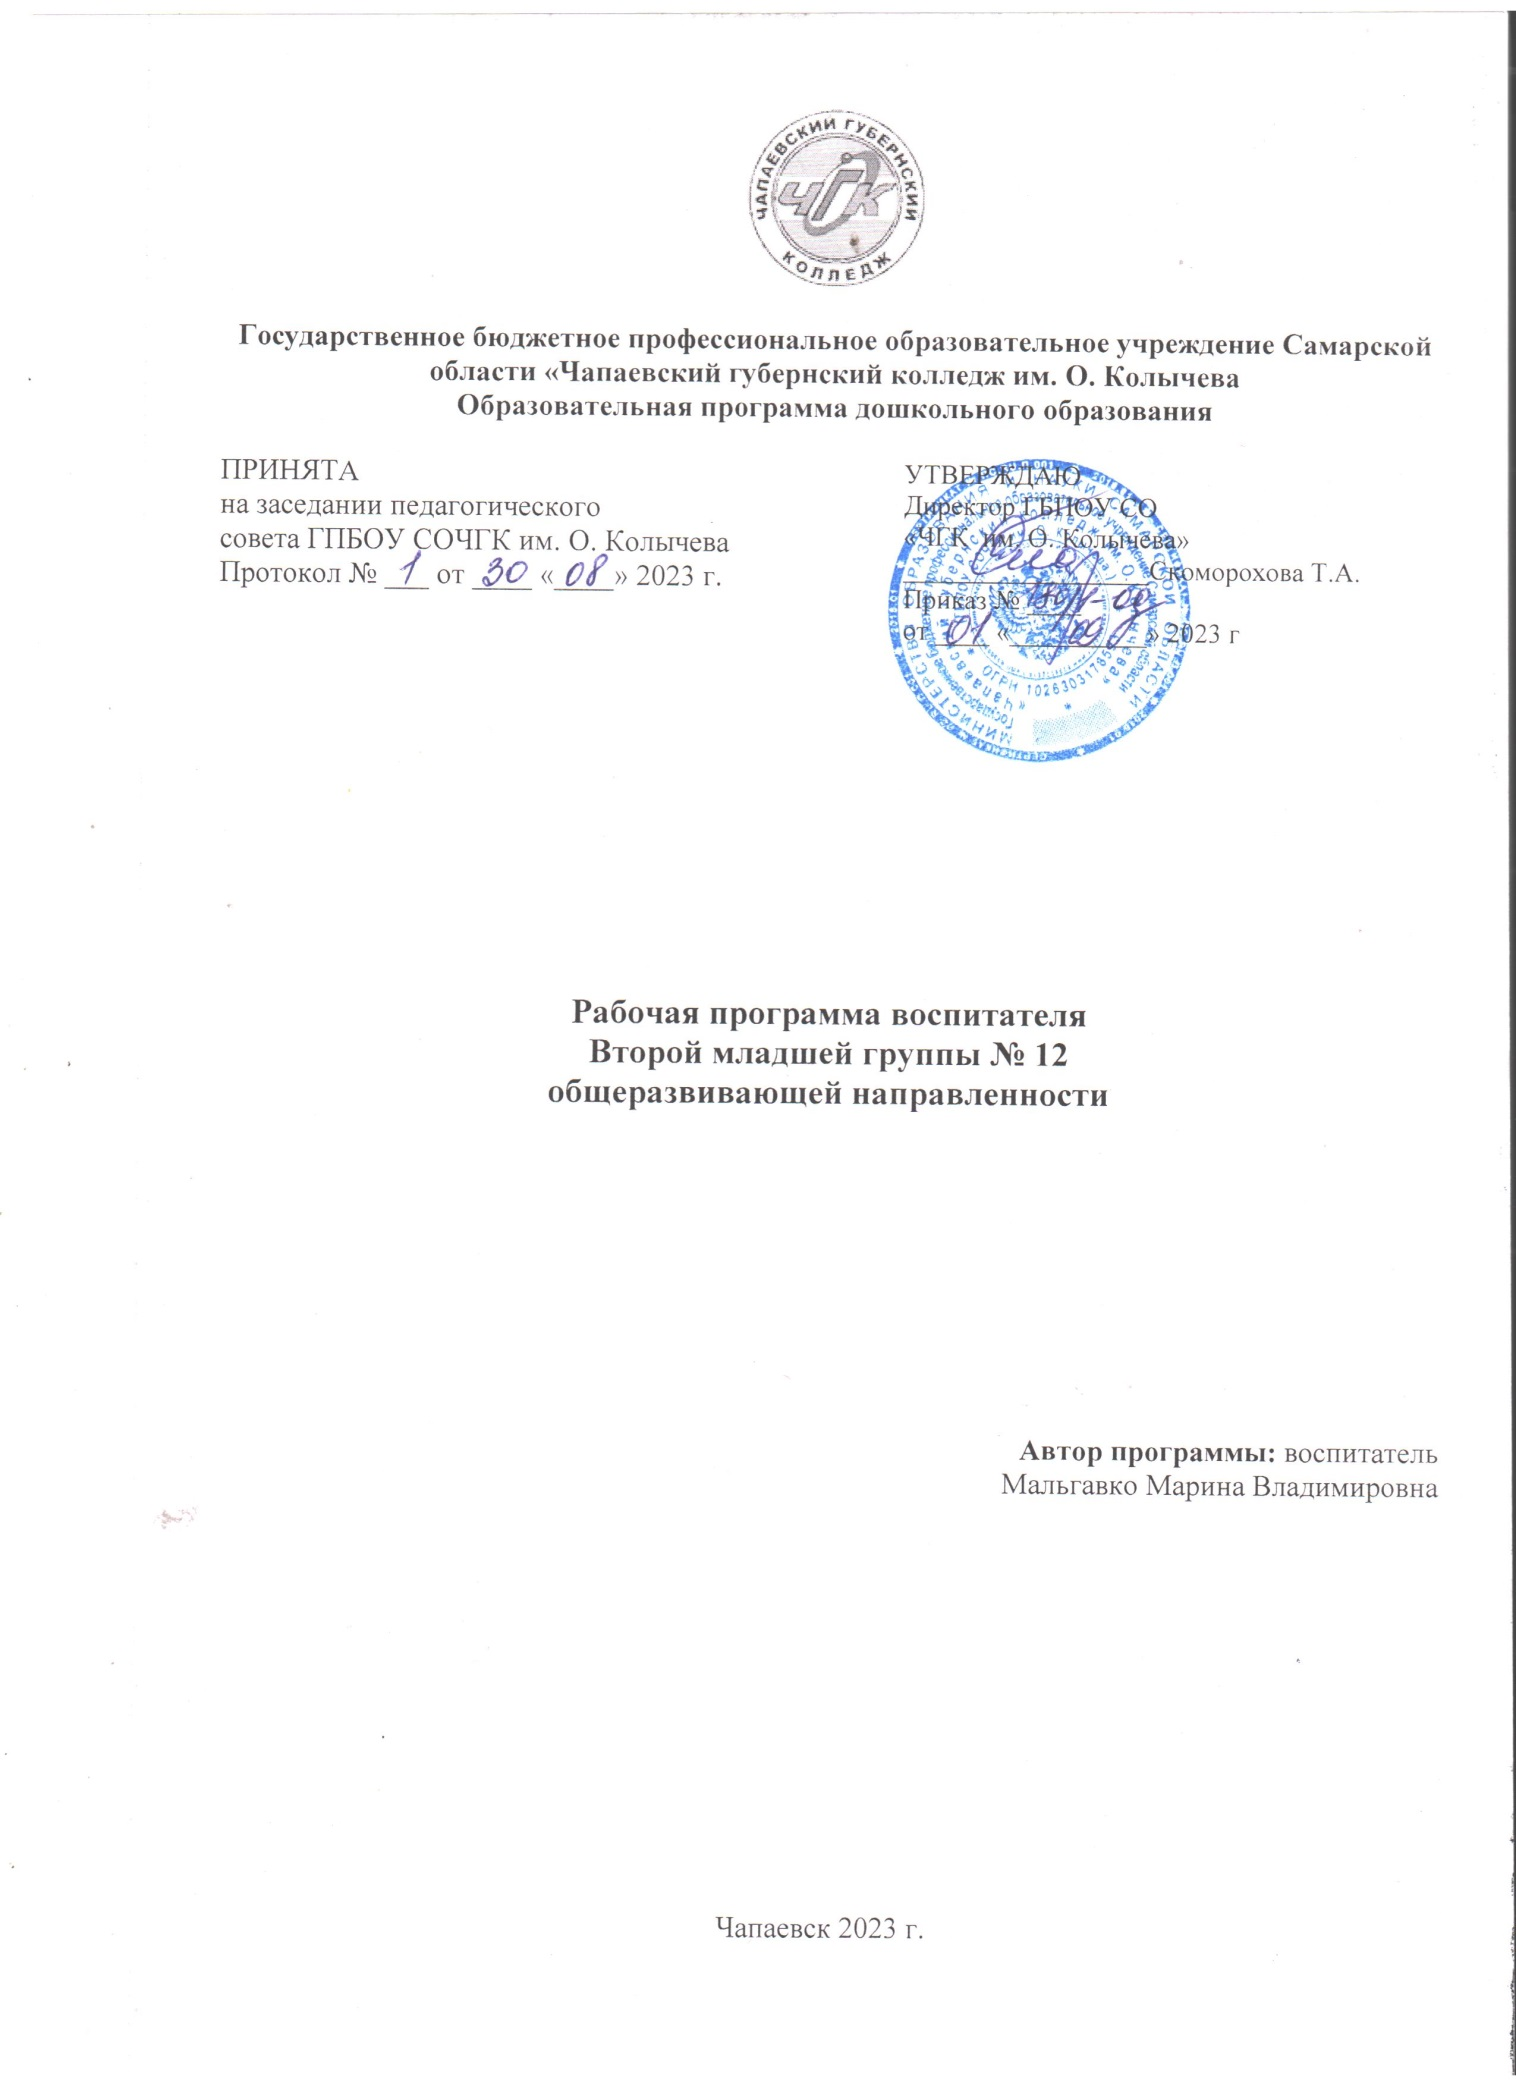 ЧАПАЕВСКИЙ ГУБЕРНСКИЙ
ЧГК
КОЛЛЕДЖ
Государственное бюджетное профессиональное образовательное учреждение Самарской
области «Чапаевский губернский колледж им. О. Колычева
Образовательная программа дошкольного образования
ПРИНЯТА
на заседании педагогического
совета ГПБОУ СОЧГК им. О. Колычева
Протокол № 1 от 30 «08» 2023 г.
УТВЕРЖДАЮ
Директор ГБПОУ СО
«ЧГК им. О. Колычева»
Скоморохова Т.А.
Приказ №
от 01 « 09 » 2023 г
Рабочая программа воспитателя
Второй младшей группы № 12
общеразвивающей направленности
Автор программы: воспитатель
Мальгавко Марина Владимировна
Чапаевск 2023 г.